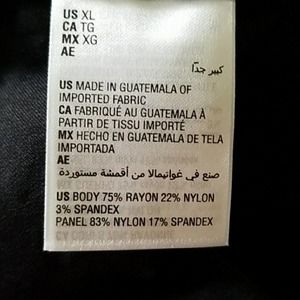 US XL
CA TG
MX XG
AE
كبير جدًا
US MADE IN GUATEMALA OF
IMPORTED FABRIC
CA FABRIQUÉ AU GUATEMALA À
PARTIR DE TISSU IMPORTÉ
MX HECHO EN GUATEMALA DE TELA
IMPORTADA
AE
صنع في غواتيمالا من أقمشة مستوردة
US BODY 75% RAYON 22% NYLON
3% SPANDEX
PANEL 83% NYLON 17% SPANDEX